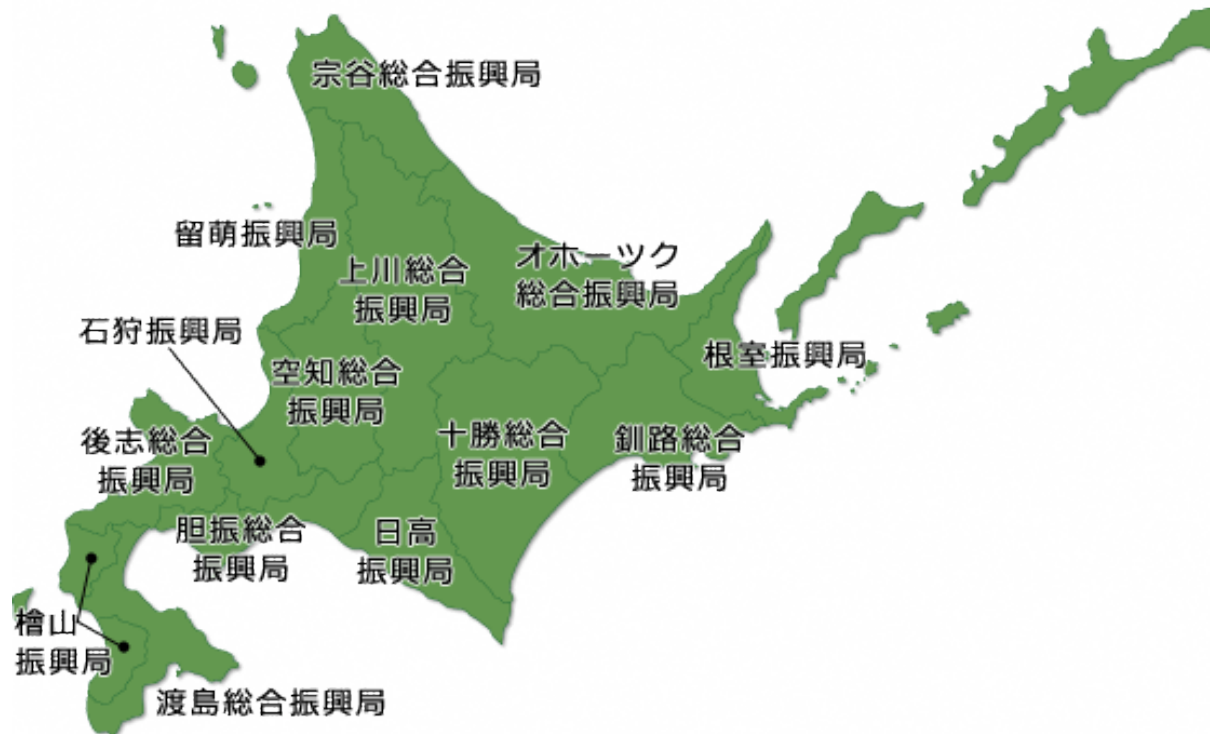 宗谷総合振興局
留萌振興局
上川総合
振興局
オホーツク
総合振興局
石狩振興局
空知総合
振興局
根室振興局
後志総合
振興局
十勝総合
振興局
釧路総合
振興局
胆振総合
振興局
日高
振興局
檜山
振興局
渡島総合振興局